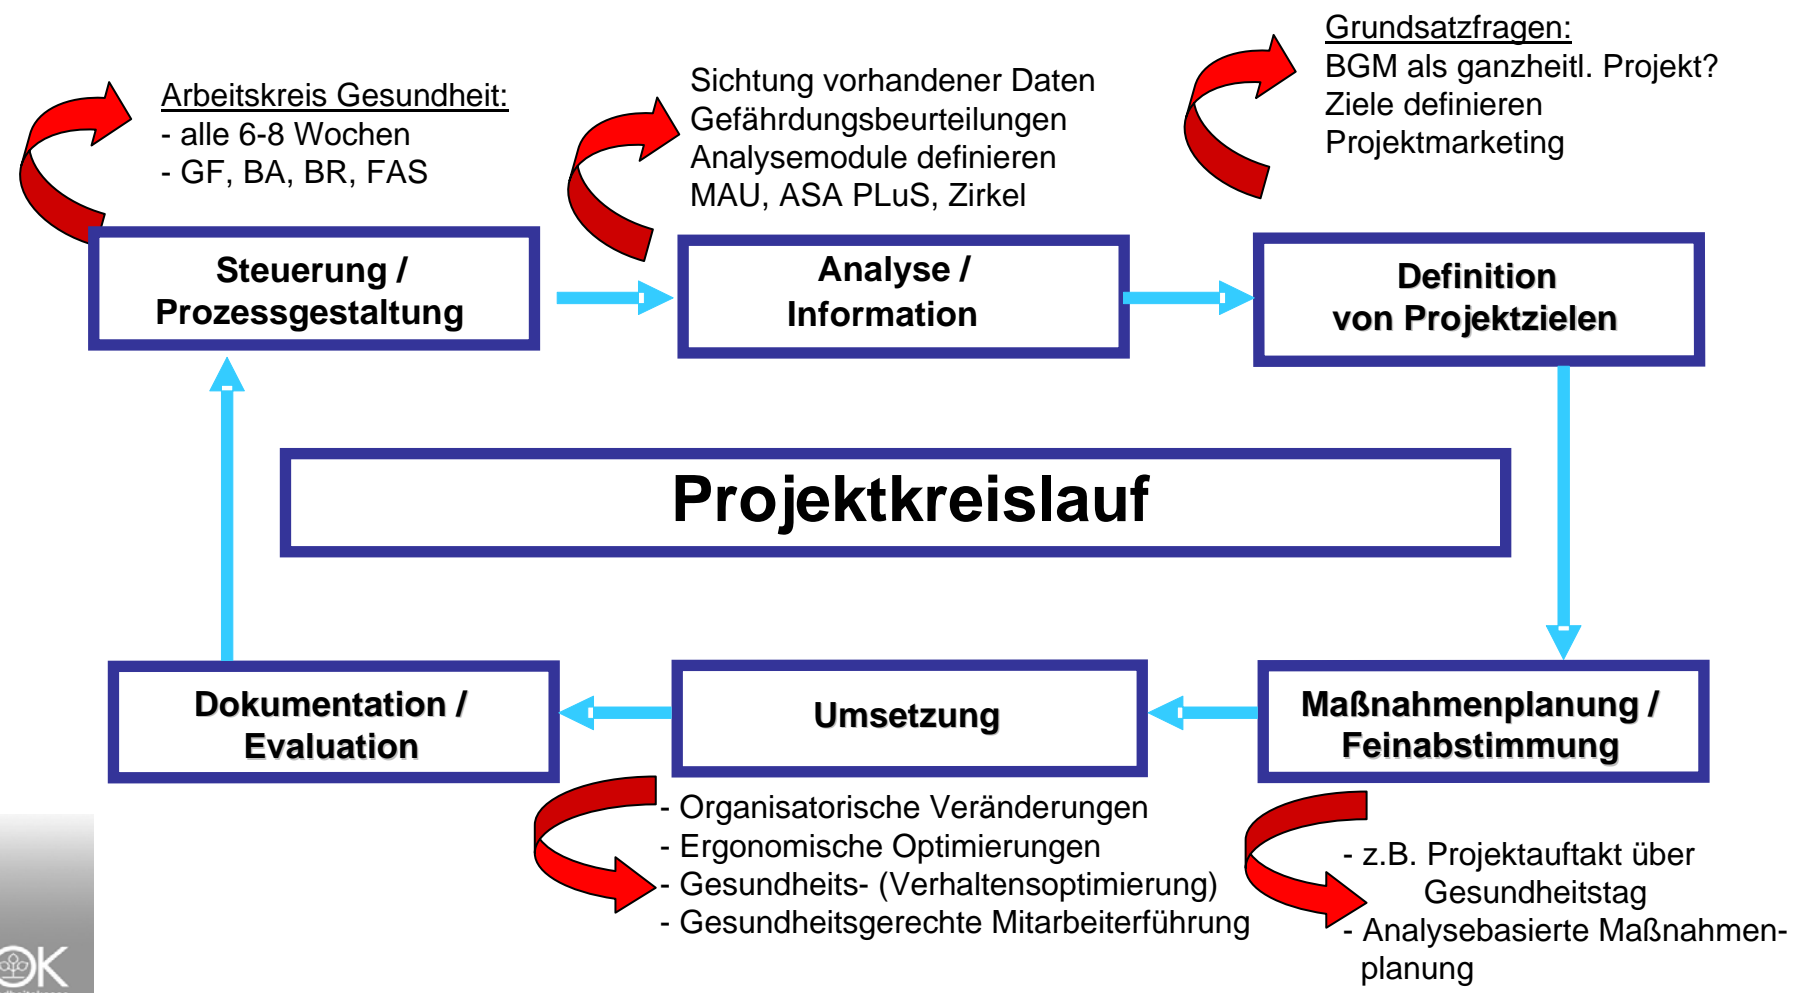 Arbeitskreis Gesundheit:
- alle 6-8 Wochen
- GF, BA, BR, FAS
Sichtung vorhandener Daten
Gefährdungsbeurteilungen
Analysemodule definieren
MAU, ASA PLuS, Zirkel
Grundsatzfragen:
BGM als ganzheitl. Projekt?
Ziele definieren
Projektmarketing
Steuerung /
Prozessgestaltung
Analyse /
Information
Definition
von Projektzielen
Projektkreislauf
Dokumentation /
Evaluation
Umsetzung
Maßnahmenplanung /
Feinabstimmung
- Organisatorische Veränderungen
- Ergonomische Optimierungen
- Gesundheits- (Verhaltensoptimierung)
- Gesundheitsgerechte Mitarbeiterführung
- z.B. Projektauftakt über
Gesundheitstag
- Analysebasierte Maßnahmen-
planung
OK